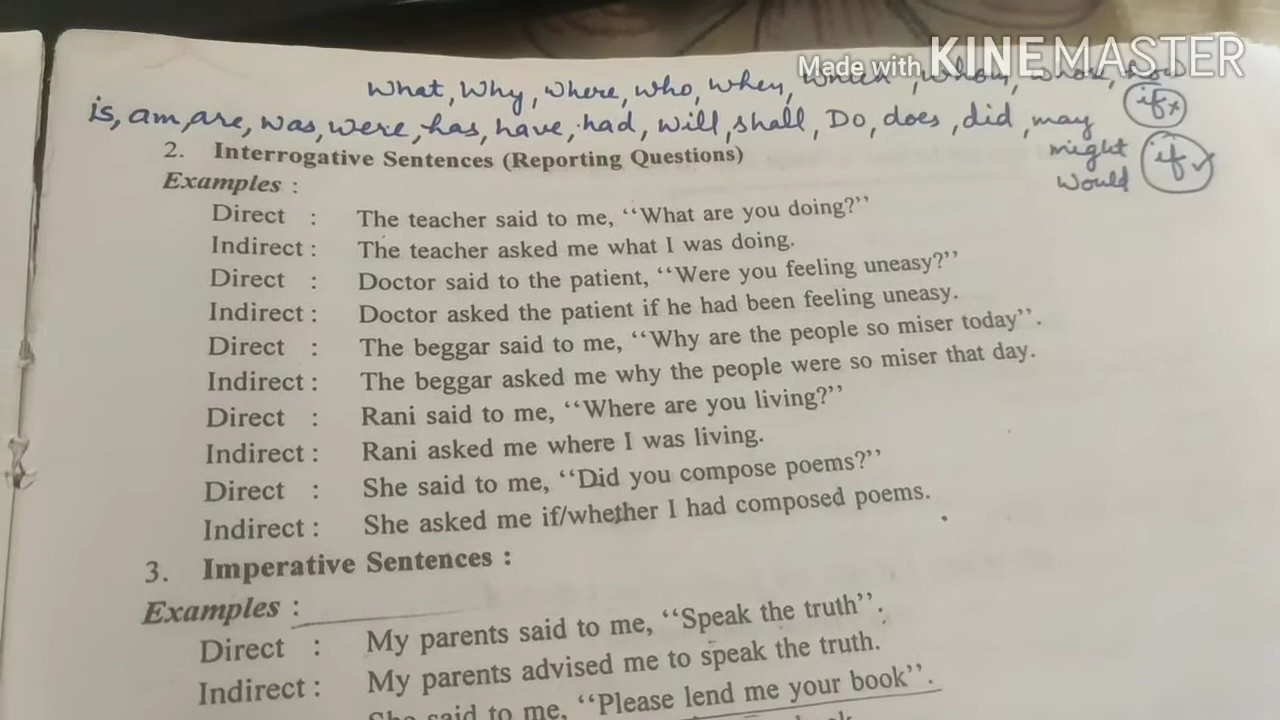 Made with KINEMASTER
What, Why, Where, Who, When, which, Whom, whose, how
is, am, are, was, were, has, have, had, will, shall, Do, does, did, may if×
might
would if✓
2. Interrogative Sentences (Reporting Questions)
Examples :
Direct : The teacher said to me, ‘‘What are you doing?’’
Indirect : The teacher asked me what I was doing.
Direct : Doctor said to the patient, ‘‘Were you feeling uneasy?’’
Indirect : Doctor asked the patient if he had been feeling uneasy.
Direct : The beggar said to me, ‘‘Why are the people so miser today’’.
Indirect : The beggar asked me why the people were so miser that day.
Direct : Rani said to me, ‘‘Where are you living?’’
Indirect : Rani asked me where I was living.
Direct : She said to me, ‘‘Did you compose poems?’’
Indirect : She asked me if/whether I had composed poems.
3. Imperative Sentences :
Examples :
Direct : My parents said to me, ‘‘Speak the truth’’.
Indirect : My parents advised me to speak the truth.
She said to me, ‘‘Please lend me your book’’.